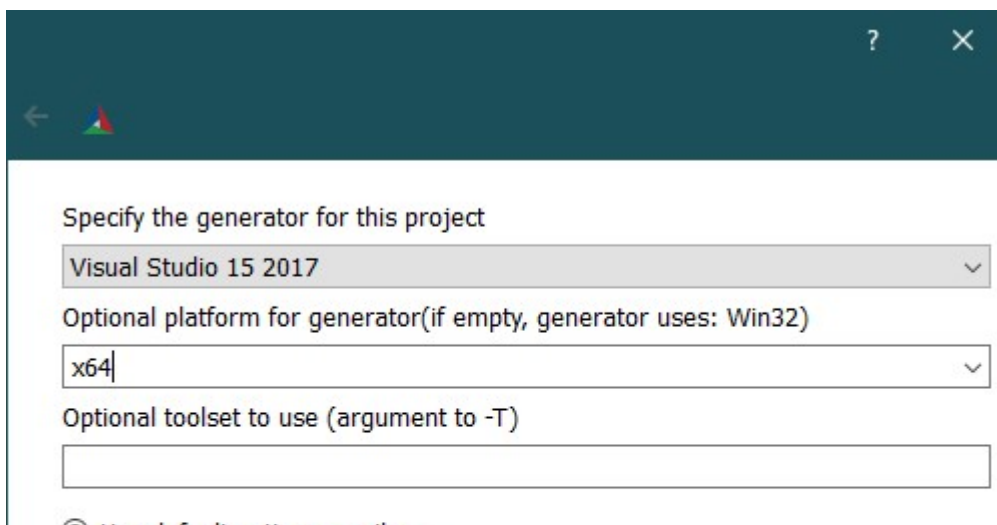 ?
Specify the generator for this project
Visual Studio 15 2017
Optional platform for generator(if empty, generator uses: Win32)
x64
Optional toolset to use (argument to -T)